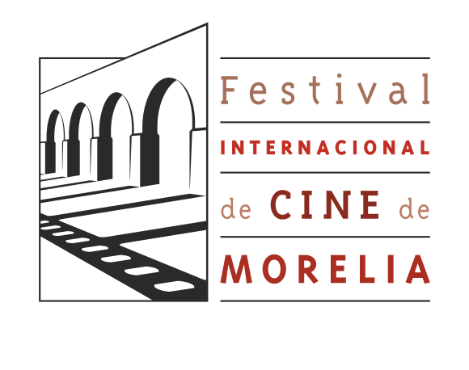 Festival
INTERNACIONAL
de CINE de
MORELIA